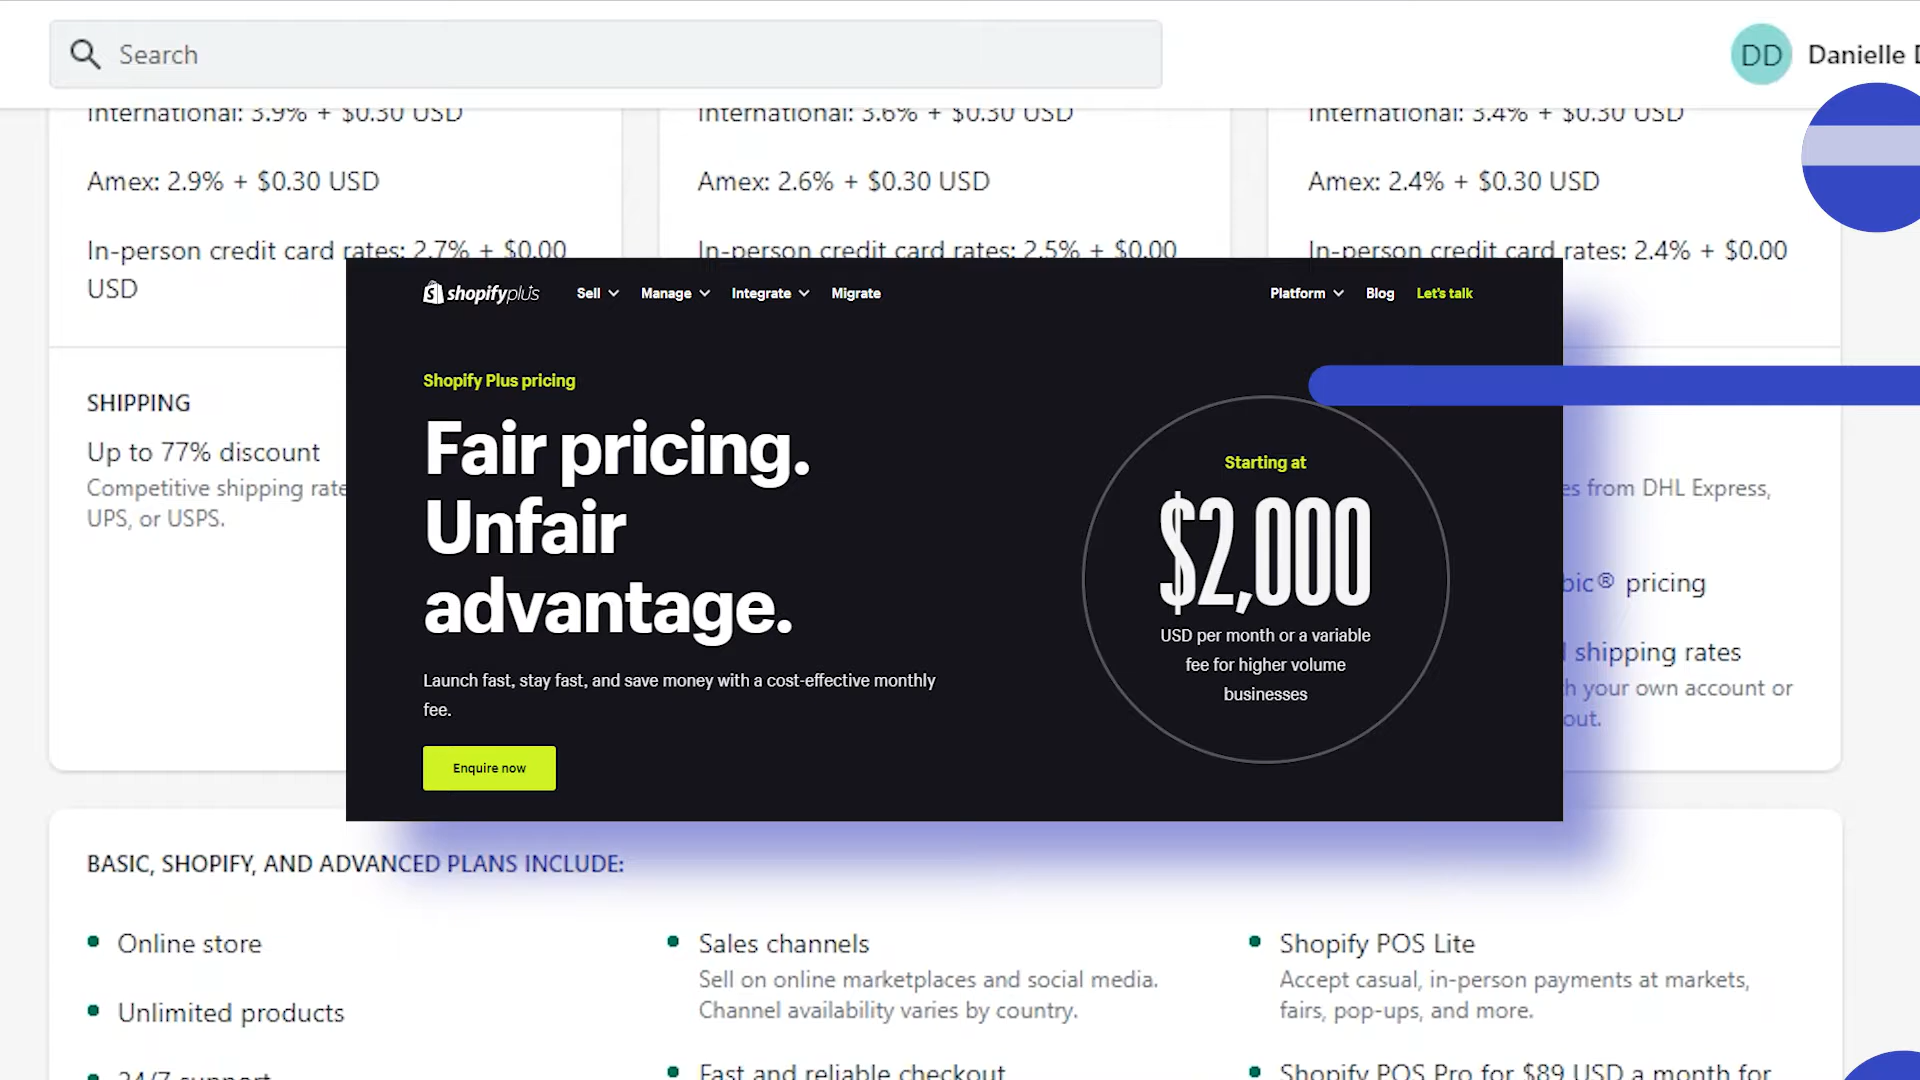 Search
DD
Danielle D
International: 3.9% + $0.30 USD
Amex: 2.9% + $0.30 USD
In-person credit card rates: 2.7% + $0.00
USD
International: 3.6% + $0.30 USD
Amex: 2.6% + $0.30 USD
In-person credit card rates: 2.5% + $0.00
International: 3.4% + $0.30 USD
Amex: 2.4% + $0.30 USD
In-person credit card rates: 2.4% + $0.00
SHIPPING
Up to 77% discount
Competitive shipping rate
UPS, or USPS.
es from DHL Express,
bic® pricing
shipping rates
h your own account or
out.
shopifyplus
Sell
Manage
Integrate
Migrate
Platform
Blog
Let's talk
Shopify Plus pricing
Fair pricing.
Unfair
advantage.
Launch fast, stay fast, and save money with a cost-effective monthly
fee.
Enquire now
Starting at
$2,000
USD per month or a variable
fee for higher volume
businesses
BASIC, SHOPIFY, AND ADVANCED PLANS INCLUDE:
Online store
Unlimited products
24/7 support
Sales channels
Sell on online marketplaces and social media.
Channel availability varies by country.
Fast and reliable checkout
Shopify POS Lite
Accept casual, in-person payments at markets,
fairs, pop-ups, and more.
Shopify POS Pro for $89 USD a month for